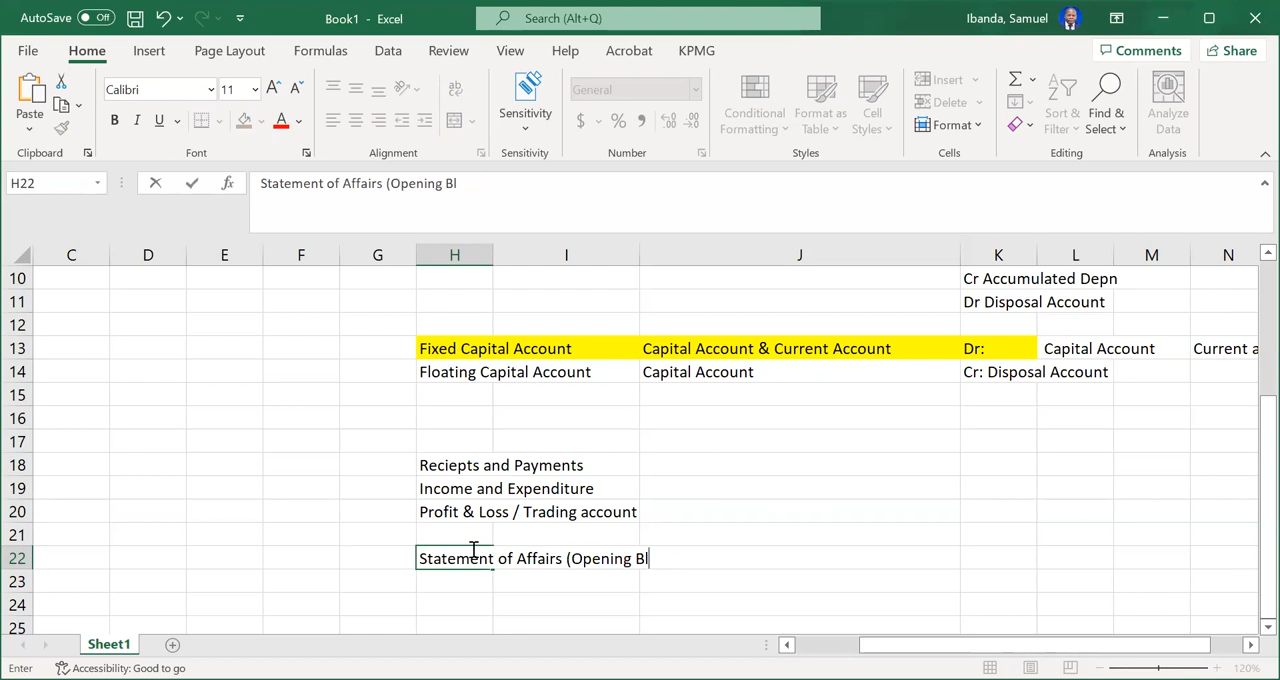 AutoSave Off Book1 - Excel Search (Alt+Q) Ibanda, Samuel
File Home Insert Page Layout Formulas Data Review View Help Acrobat KPMG Comments Share
Calibri 11 General Insert
Paste Sensitivity Conditional Format as Cell Delete Sort & Find & Analyze
Formatting Table Styles Format Filter Select Data
B I U $ %
Clipboard Font Alignment Sensitivity Number Styles Cells Editing Analysis
H22 fx Statement of Affairs (Opening Bl
C D E F G H I J K L M N
10 Cr Accumulated Depn
11 Dr Disposal Account
12
13 Fixed Capital Account Capital Account & Current Account Dr: Capital Account Current a
14 Floating Capital Account Capital Account Cr: Disposal Account
15
16
17
18 Reciepts and Payments
19 Income and Expenditure
20 Profit & Loss / Trading account
21
22 Statement of Affairs (Opening Bl
23
24
25
Sheet1
Enter Accessibility: Good to go 120%